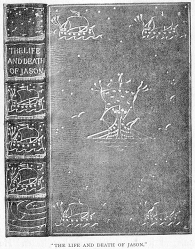 THE LIFE
AND DEATH
OF JASON
"THE LIFE AND DEATH OF JASON."